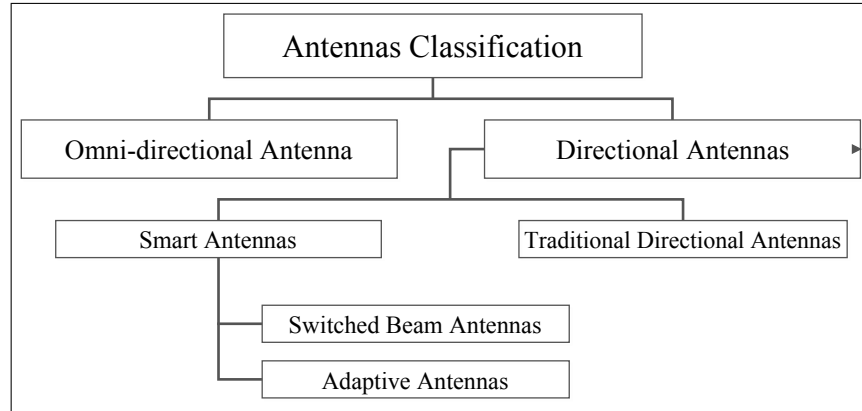 Antennas Classification
Omni-directional Antenna
Directional Antennas
Smart Antennas
Traditional Directional Antennas
Switched Beam Antennas
Adaptive Antennas